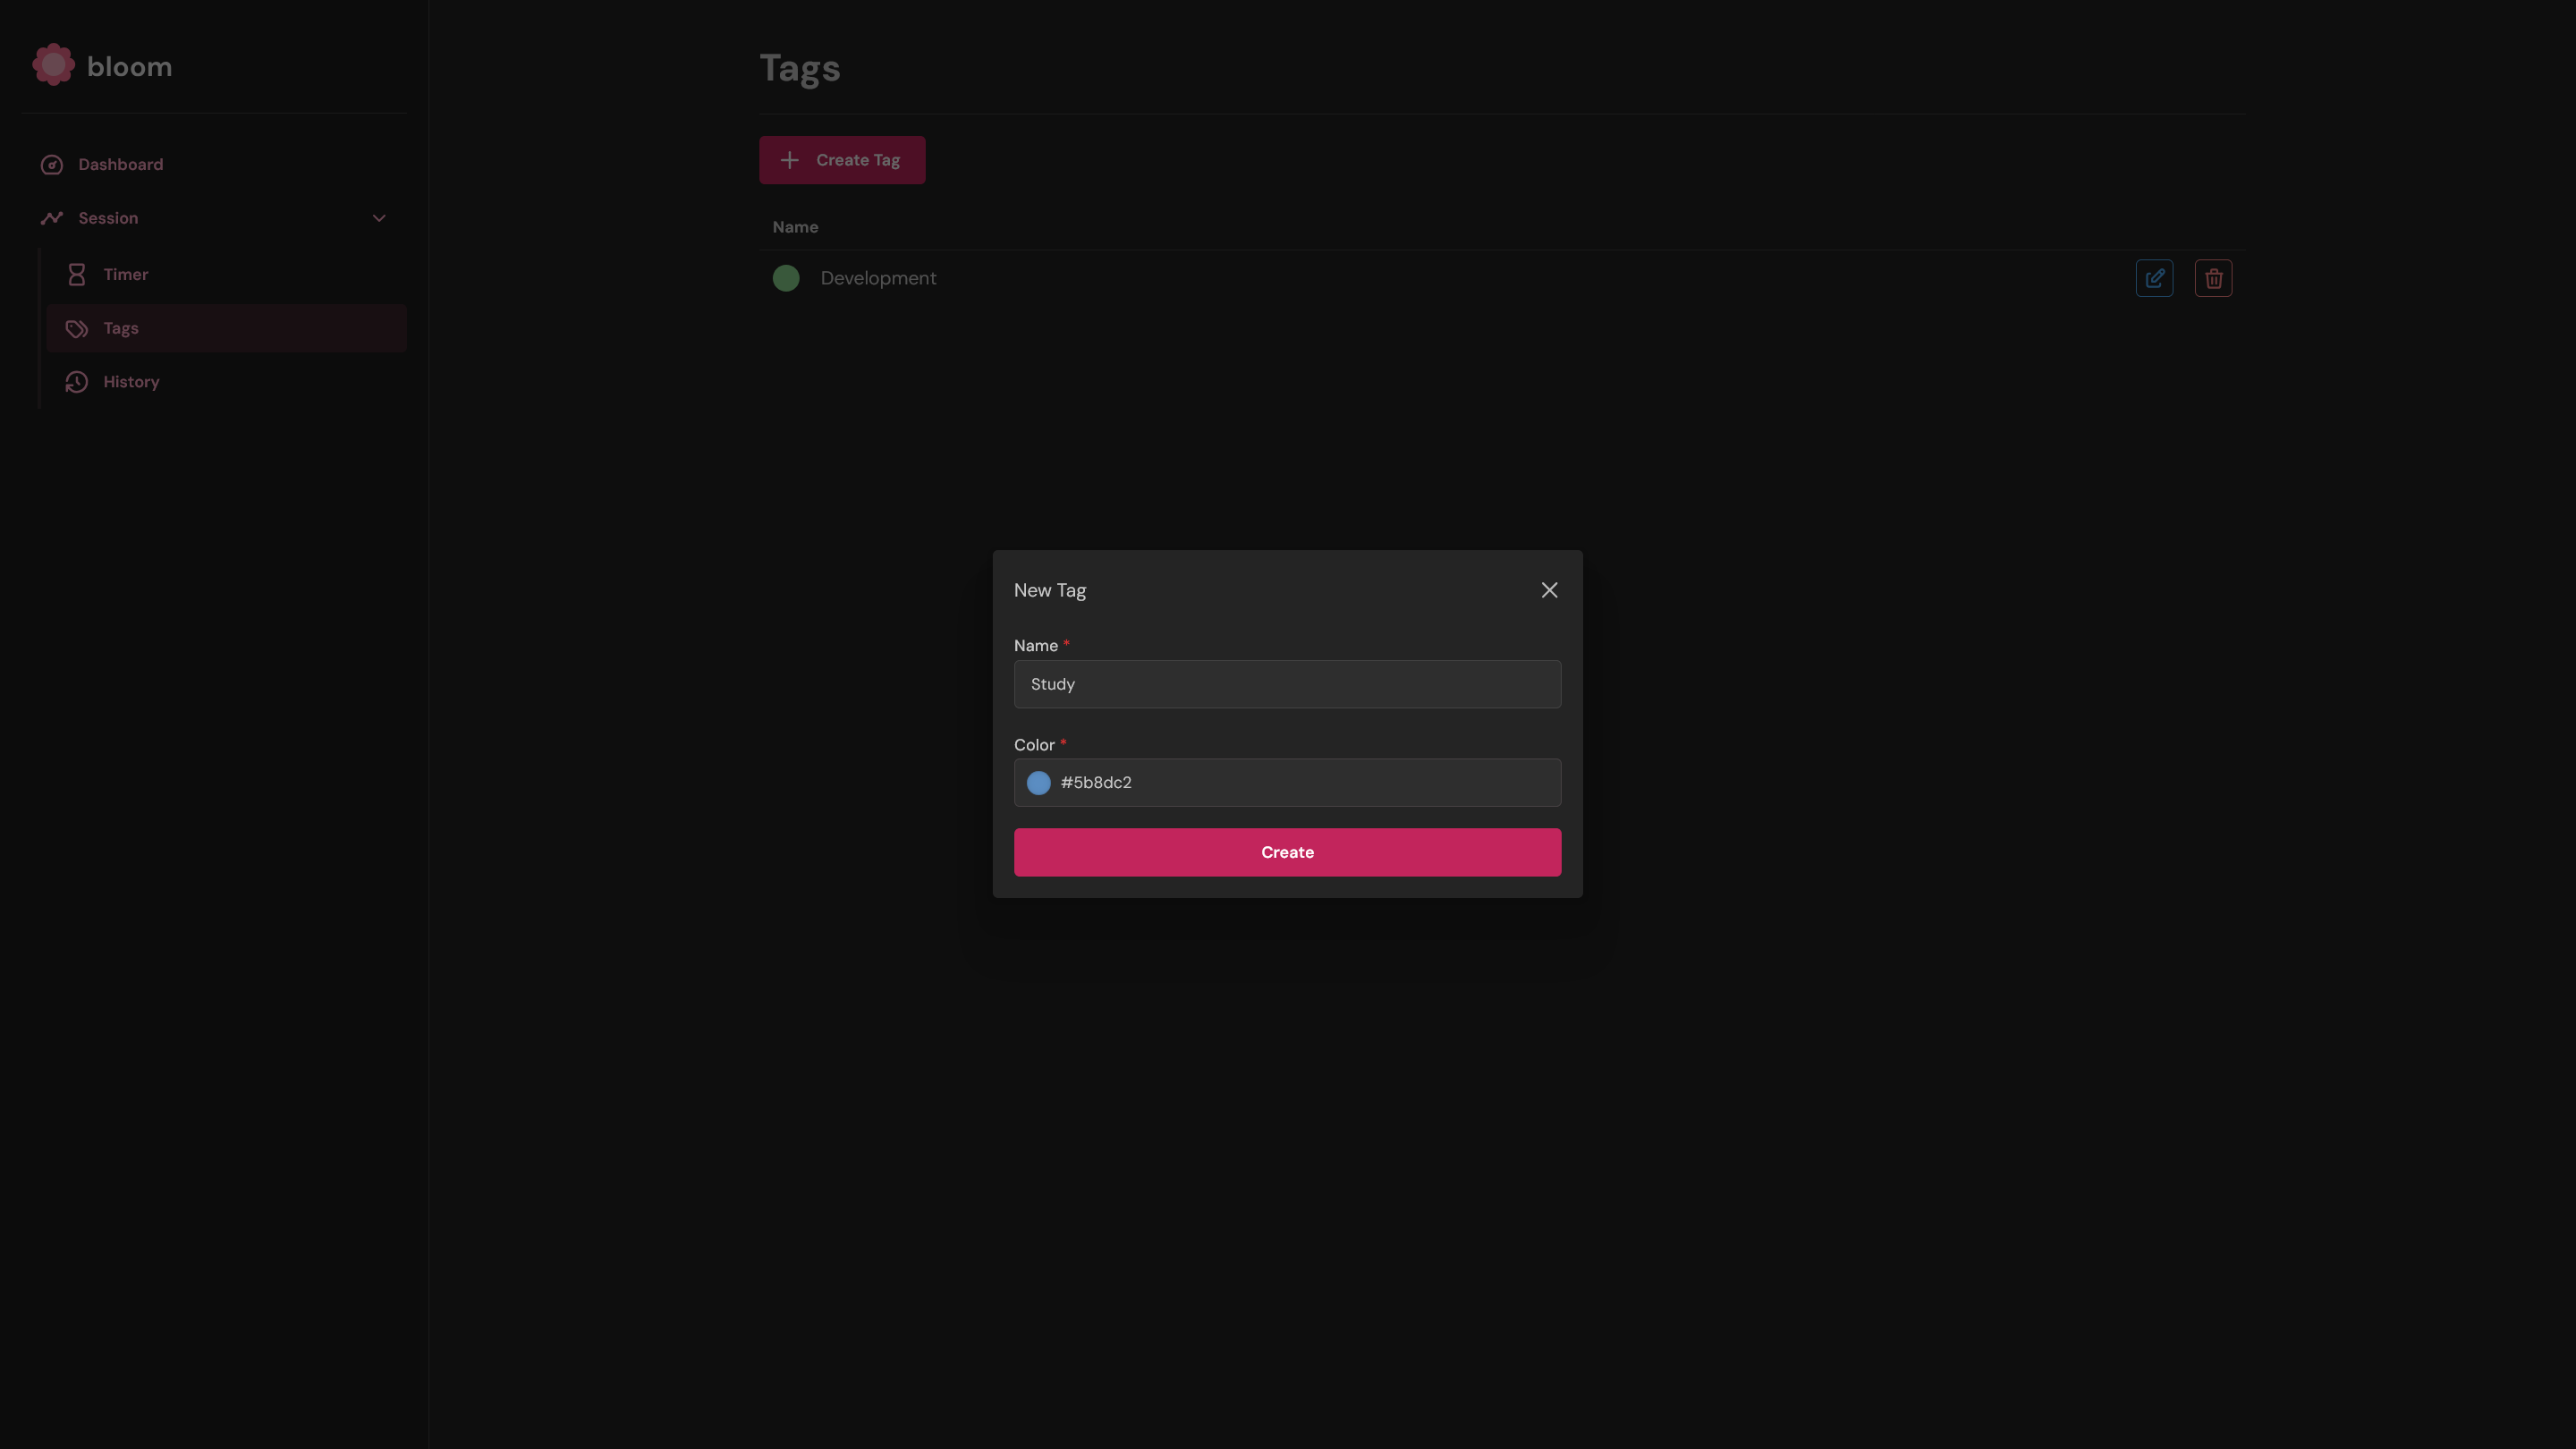 bloom
Dashboard
Session
Timer
Tags
History
Tags
Create Tag
Name
Development
New Tag
Name *
Study
Color *
#5b8dc2
Create